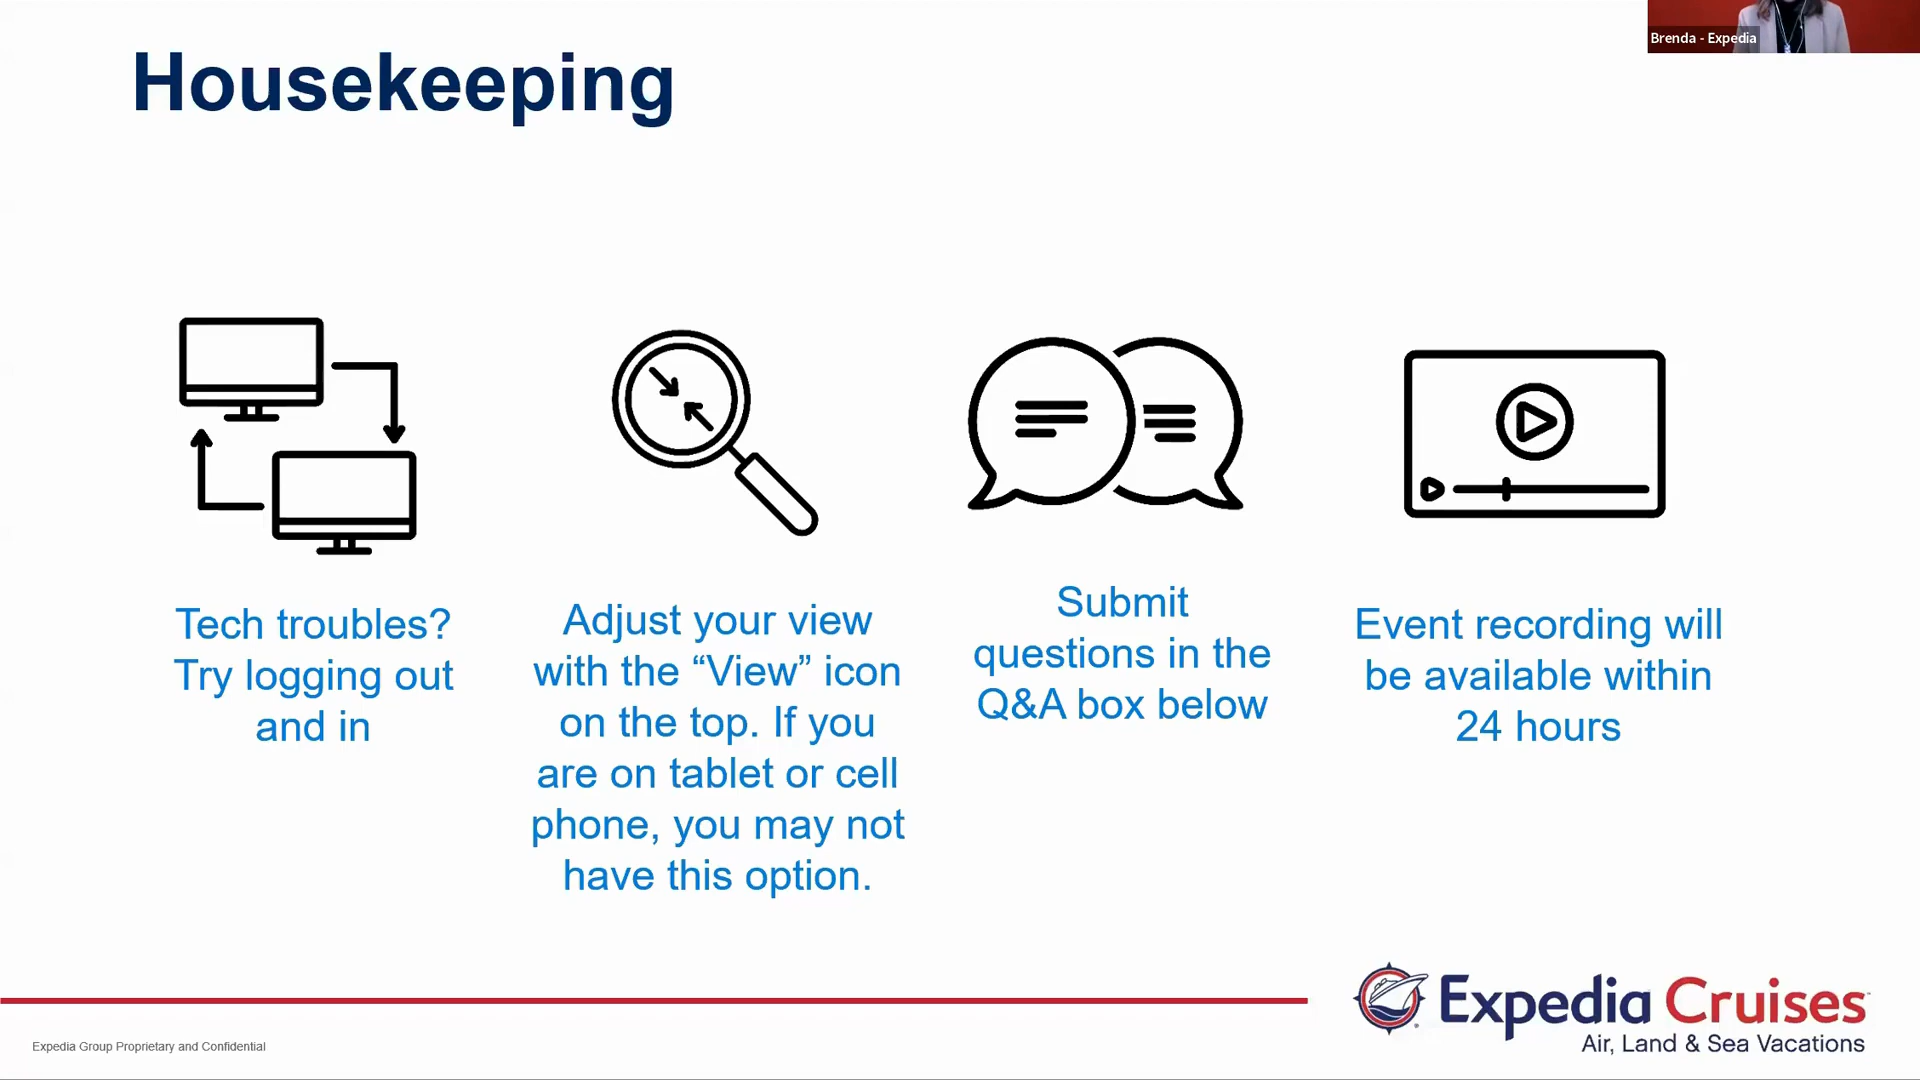 Housekeeping
Brenda - Expedia
Tech troubles?
Try logging out
and in
Adjust your view
with the “View” icon
on the top. If you
are on tablet or cell
phone, you may not
have this option.
Submit
questions in the
Q&A box below
Event recording will
be available within
24 hours
Expedia Group Proprietary and Confidential
Expedia Cruises
Air, Land & Sea Vacations